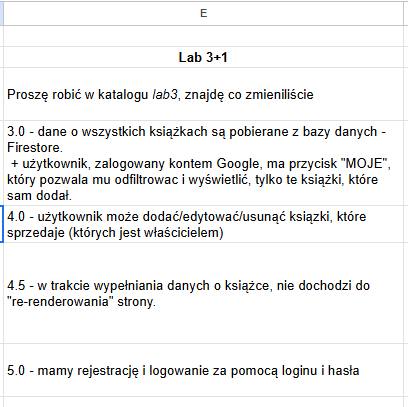 E
Lab 3+1
Proszę robić w katalogu lab3, znajdę co zmieniliście
3.0 - dane o wszystkich książkach są pobierane z bazy danych -
Firestore.
+ użytkownik, zalogowany kontem Google, ma przycisk "MOJE",
który pozwala mu odfiltrowac i wyświetlić, tylko te książki, które
sam dodał.
4.0 - użytkownik może dodać/edytować/usunąć ksiązki, które
sprzedaje (których jest właścicielem)
4.5 - w trakcie wypełniania danych o książce, nie dochodzi do
"re-renderowania" strony.
5.0 - mamy rejestrację i logowanie za pomocą loginu i hasła